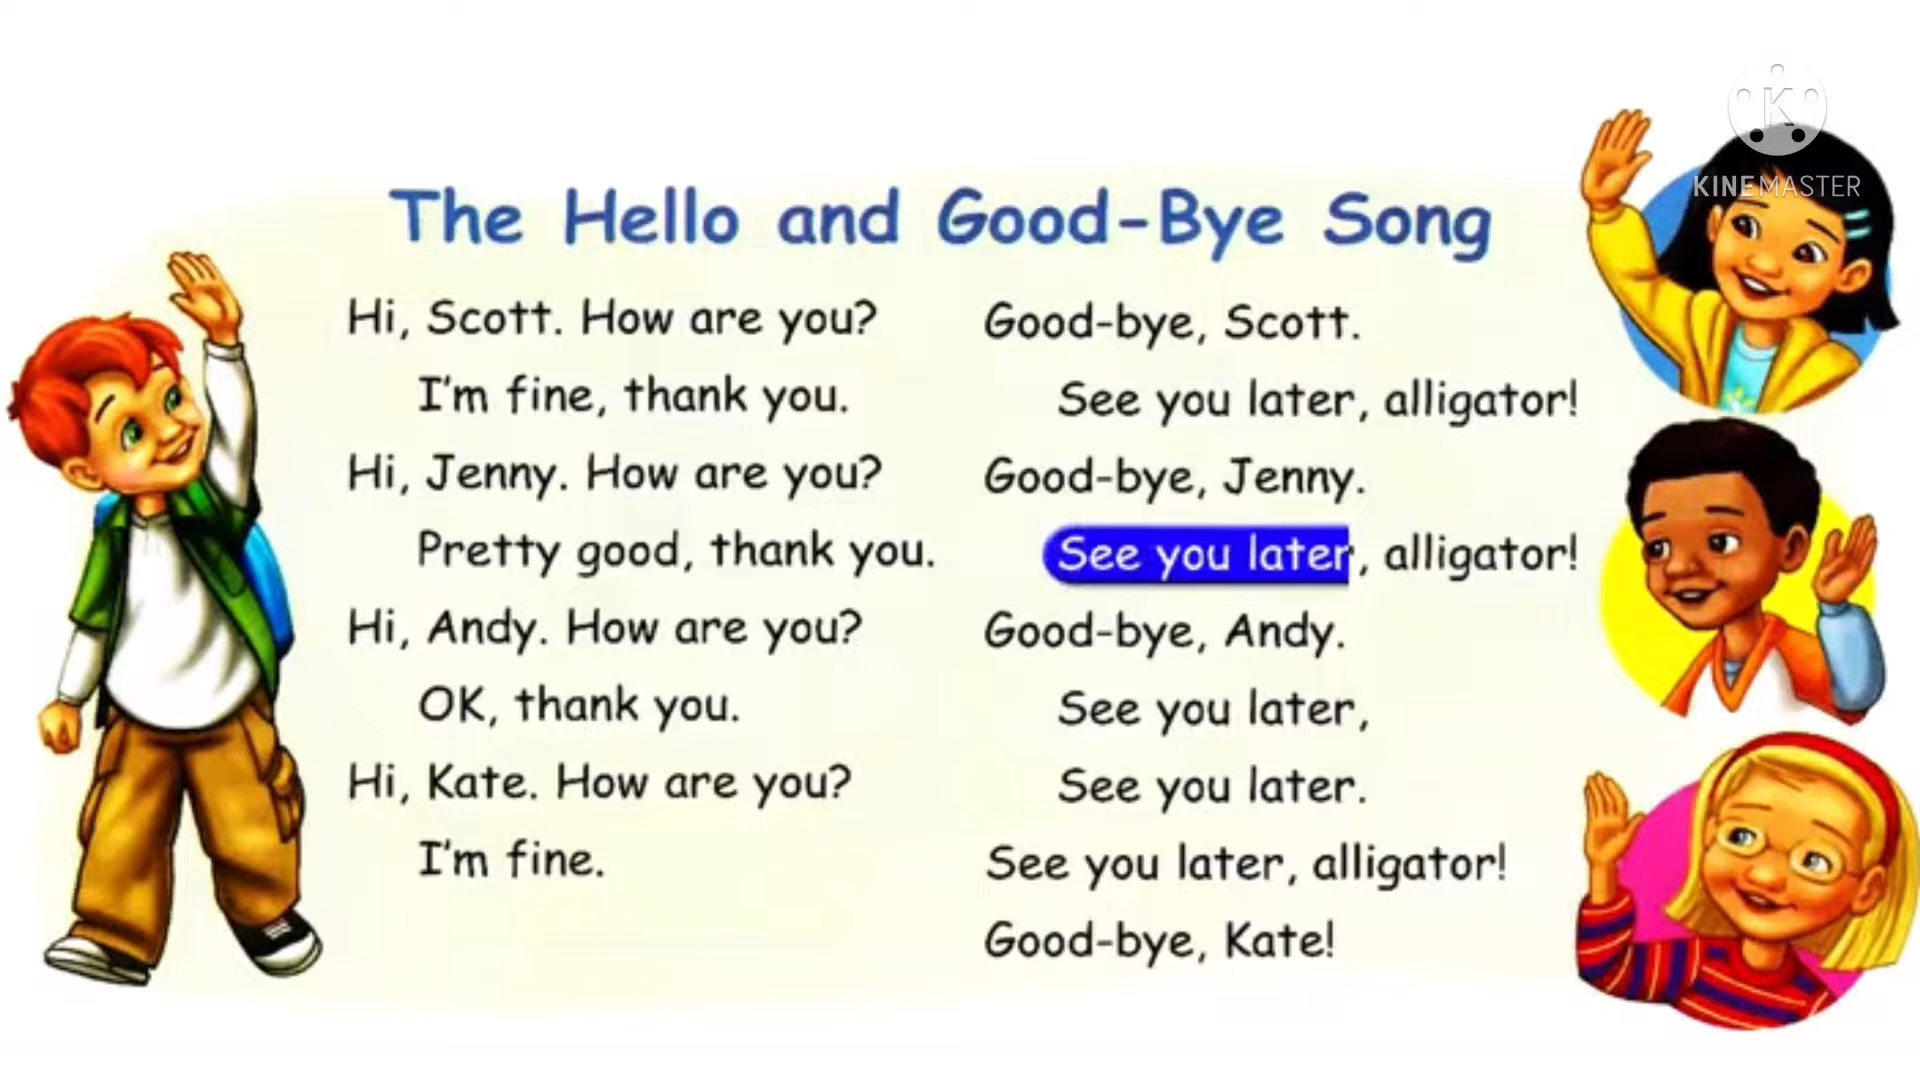 KINEMASTER
The Hello and Good-Bye Song
Hi, Scott. How are you?
I'm fine, thank you.
Hi, Jenny. How are you?
Pretty good, thank you.
Hi, Andy. How are you?
OK, thank you.
Hi, Kate. How are you?
I'm fine.
Good-bye, Scott.
See you later, alligator!
Good-bye, Jenny.
See you later, alligator!
Good-bye, Andy.
See you later,
See you later.
See you later, alligator!
Good-bye, Kate!